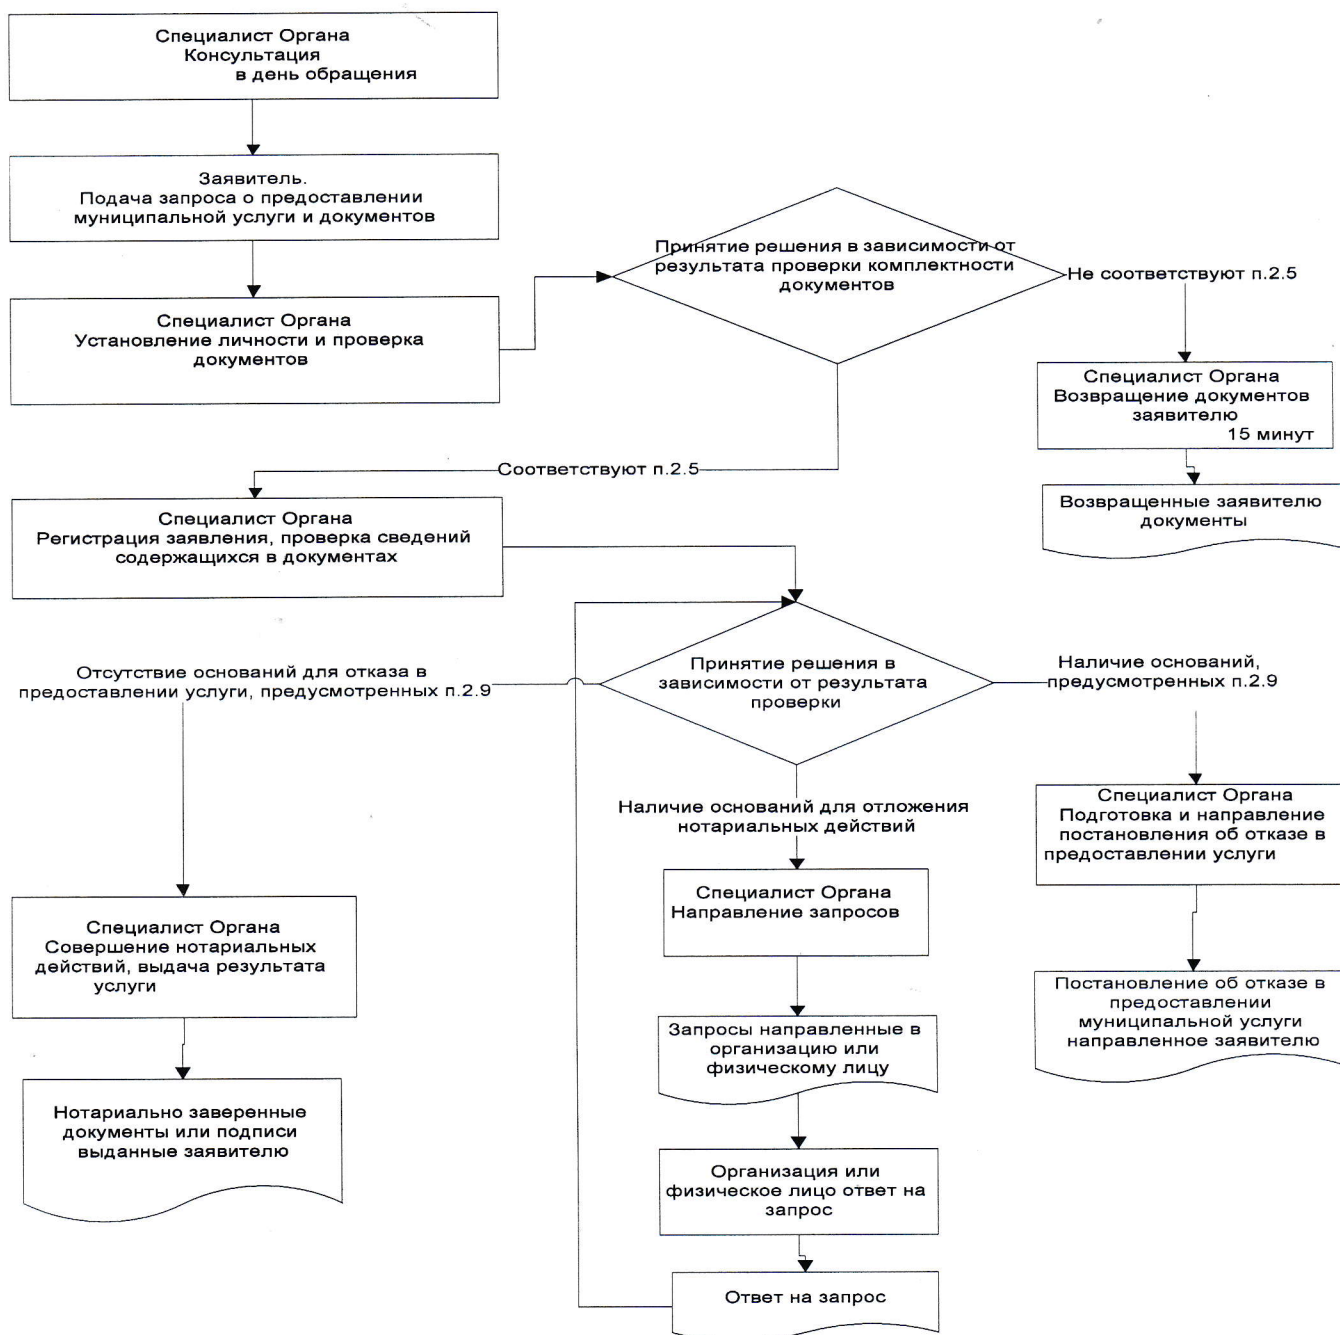 Специалист Органа
Консультация
в день обращения
Заявитель.
Подача запроса о предоставлении
муниципальной услуги и документов
Специалист Органа
Установление личности и проверка
документов
Принятие решения в зависимости от
результата проверки комплектности
документов
Не соответствуют п.2.5
Специалист Органа
Возвращение документов
заявителю
15 минут
Возвращенные заявителю
документы
Соответствуют п.2.5
Специалист Органа
Регистрация заявления, проверка сведений
содержащихся в документах
Принятие решения в
зависимости от результата
проверки
Отсутствие оснований для отказа в
предоставлении услуги, предусмотренных п.2.9
Наличие оснований,
предусмотренных п.2.9
Наличие оснований для отложения
нотариальных действий
Специалист Органа
Подготовка и направление
постановления об отказе в
предоставлении услуги
Специалист Органа
Направление запросов
Специалист Органа
Совершение нотариальных
действий, выдача результата
услуги
Постановление об отказе в
предоставлении
муниципальной услуги
направленное заявителю
Запросы направленные в
организацию или
физическому лицу
Нотариально заверенные
документы или подписи
выданные заявителю
Организация или
физическое лицо ответ на
запрос
Ответ на запрос